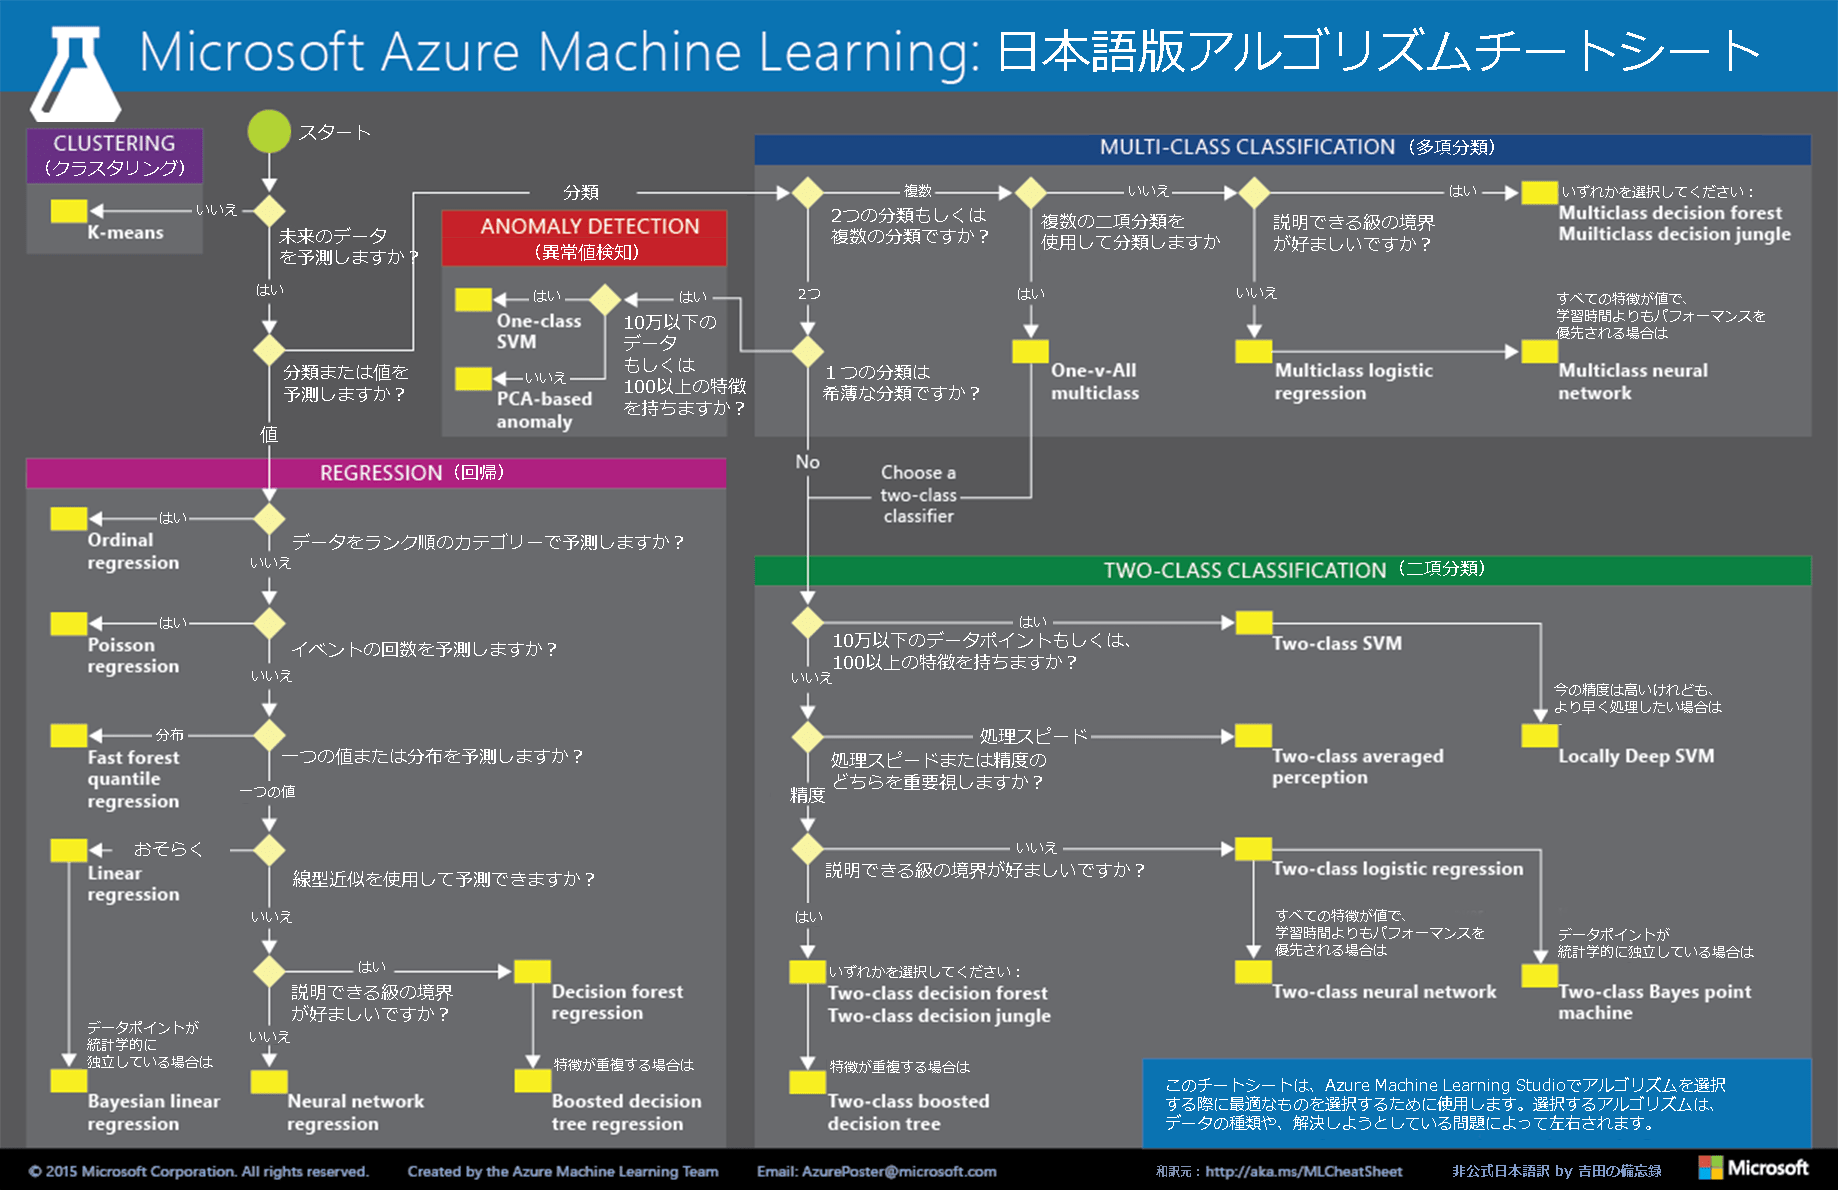 Microsoft Azure Machine Learning: 日本語版アルゴリズムチートシート
スタート
CLUSTERING
（クラスタリング）
いいえ
K-means
未来のデータ
を予測しますか？
はい
分類または値を
予測しますか？
分類
値
ANOMALY DETECTION
（異常値検知）
はい
One-class
SVM
はい
10万以下の
データ
もしくは
100以上の特徴
を持ちますか？
いいえ
PCA-based
anomaly
MULTI-CLASS CLASSIFICATION（多項分類）
2つの分類もしくは
複数の分類ですか？
複数
複数の二項分類を
使用して分類しますか
いいえ
説明できる級の境界
が好ましいですか？
はい
いずれかを選択してください：
Multiclass decision forest
Muilticlass decision jungle
2つ
はい
いいえ
すべての特徴が値で、
学習時間よりもパフォーマンスを
優先される場合は
１つの分類は
希薄な分類ですか？
One-v-All
multiclass
Multiclass logistic
regression
Multiclass neural
network
No
Choose a
two-class
classifier
REGRESSION（回帰）
はい
Ordinal
regression
データをランク順のカテゴリーで予測しますか？
いいえ
はい
Poisson
regression
イベントの回数を予測しますか？
いいえ
分布
Fast forest
quantile
regression
一つの値または分布を予測しますか？
一つの値
おそらく
Linear
regression
線型近似を使用して予測できますか？
いいえ
はい
説明できる級の境界
が好ましいですか？
Decision forest
regression
データポイントが
統計学的に
独立している場合は
いいえ
特徴が重複する場合は
Bayesian linear
regression
Neural network
regression
Boosted decision
tree regression
TWO-CLASS CLASSIFICATION（二項分類）
はい
10万以下のデータポイントもしくは、
100以上の特徴を持ちますか？
Two-class SVM
いいえ
今の精度は高いけれども、
より早く処理したい場合は
Locally Deep SVM
処理スピード
処理スピードまたは精度の
どちらを重要視しますか？
Two-class averaged
perception
精度
いいえ
説明できる級の境界が好ましいですか？
Two-class logistic regression
はい
すべての特徴が値で、
学習時間よりもパフォーマンスを
優先される場合は
データポイントが
統計学的に独立している場合は
いずれかを選択してください：
Two-class decision forest
Two-class decision jungle
Two-class neural network
Two-class Bayes point
machine
特徴が重複する場合は
Two-class boosted
decision tree
このチートシートは、Azure Machine Learning Studioでアルゴリズムを選択
する際に最適なものを選択するために使用します。選択するアルゴリズムは、
データの種類や、解決しようとしている問題によって左右されます。
© 2015 Microsoft Corporation. All rights reserved. Created by the Azure Machine Learning Team Email: AzurePoster@microsoft.com 和訳元：http://aka.ms/MLCheatSheet 非公式日本語訳 by 吉田の備忘録 Microsoft